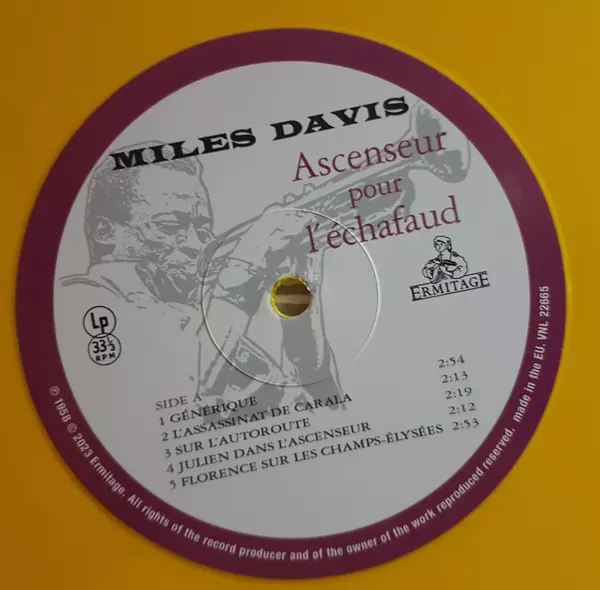 MILES DAVIS
Ascenseur
pour
l'échafaud
ERMITAGE
Lp
33⅓
RPM
SIDE A
1 GÉNÉRIQUE 2:54
2 L'ASSASSINAT DE CARALA 2:13
3 SUR L'AUTOROUTE 2:19
4 JULIEN DANS L'ASCENSEUR 2:12
5 FLORENCE SUR LES CHAMPS-ÉLYSÉES 2:53
℗ 1958 © 2023 Ermitage. All rights of the record producer and of the owner of the work reproduced reserved. made in the EU. VNL 22665